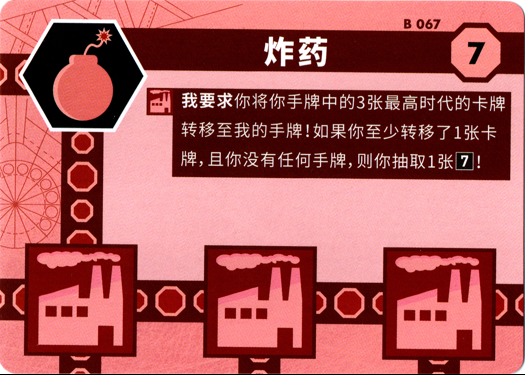 B 067
炸药
7
我要求你将你手牌中的3张最高时代的卡牌
转移至我的手牌!如果你至少转移了1张卡
牌,且你没有任何手牌,则你抽取1张7!